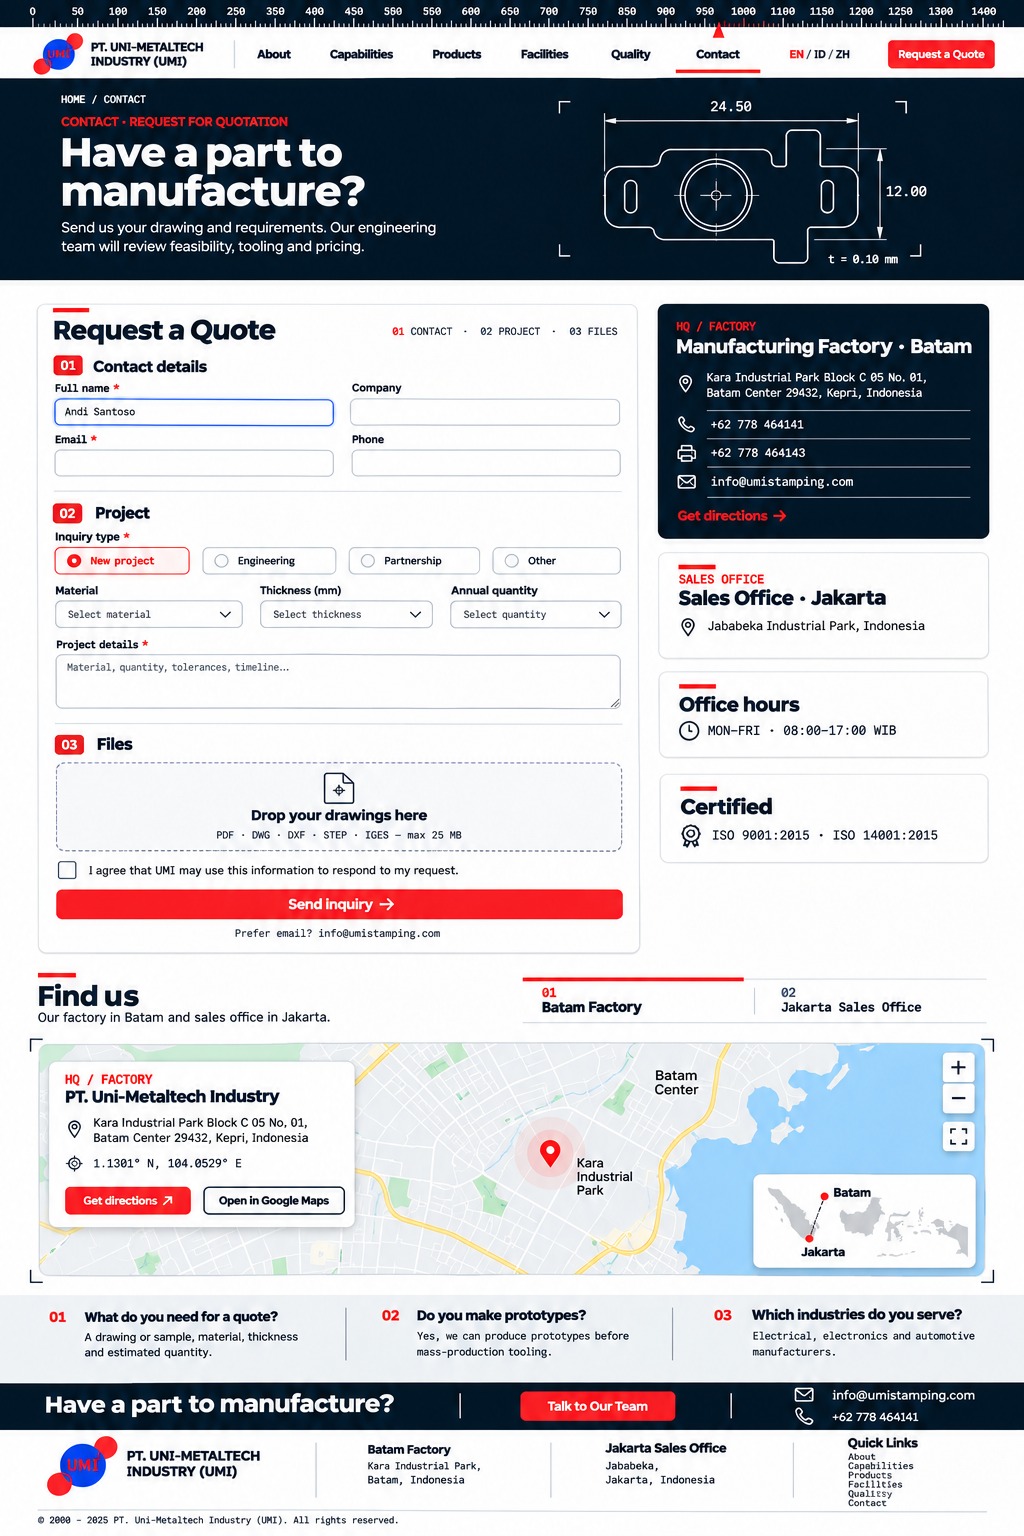 0 50 100 150 200 250 300 350 400 450 500 550 600 650 700 750 800 850 900 950 1000 1050 1100 1150 1200 1250 1300 1400
UMI
PT. UNI-METALTECH
INDUSTRY (UMI)
About
Capabilities
Products
Facilities
Quality
Contact
EN / ID / ZH
Request a Quote
HOME / CONTACT
CONTACT · REQUEST FOR QUOTATION
Have a part to
manufacture?
Send us your drawing and requirements. Our engineering
team will review feasibility, tooling and pricing.
24.50
12.00
t = 0.10 mm
Request a Quote
01 CONTACT · 02 PROJECT · 03 FILES
01 Contact details
Full name *
Company
Andi Santoso
Email *
Phone
02 Project
Inquiry type *
New project
Engineering
Partnership
Other
Material
Thickness (mm)
Annual quantity
Select material
Select thickness
Select quantity
Project details *
Material, quantity, tolerances, timeline...
03 Files
Drop your drawings here
PDF · DWG · DXF · STEP · IGES – max 25 MB
I agree that UMI may use this information to respond to my request.
Send inquiry →
Prefer email? info@umistamping.com
HQ / FACTORY
Manufacturing Factory · Batam
Kara Industrial Park Block C 05 No. 01,
Batam Center 29432, Kepri, Indonesia
+62 778 464141
+62 778 464143
info@umistamping.com
Get directions →
SALES OFFICE
Sales Office · Jakarta
Jababeka Industrial Park, Indonesia
Office hours
MON–FRI · 08:00–17:00 WIB
Certified
ISO 9001:2015 · ISO 14001:2015
Find us
Our factory in Batam and sales office in Jakarta.
01
Batam Factory
02
Jakarta Sales Office
HQ / FACTORY
PT. Uni-Metaltech Industry
Kara Industrial Park Block C 05 No, 01,
Batam Center 29432, Kepri, Indonesia
1.1301° N, 104.0529° E
Get directions ↗
Open in Google Maps
Batam
Center
Kara
Industrial
Park
+
−
Batam
Jakarta
01 What do you need for a quote?
A drawing or sample, material, thickness
and estimated quantity.
02 Do you make prototypes?
Yes, we can produce prototypes before
mass-production tooling.
03 Which industries do you serve?
Electrical, electronics and automotive
manufacturers.
Have a part to manufacture?
Talk to Our Team
info@umistamping.com
+62 778 464141
UMI
PT. UNI-METALTECH
INDUSTRY (UMI)
Batam Factory
Kara Industrial Park,
Batam, Indonesia
Jakarta Sales Office
Jababeka,
Jakarta, Indonesia
Quick Links
About
Capabilities
Products
Facilities
Contact
© 2000 - 2025 PT. Uni-Metaltech Industry (UMI). All rights reserved.